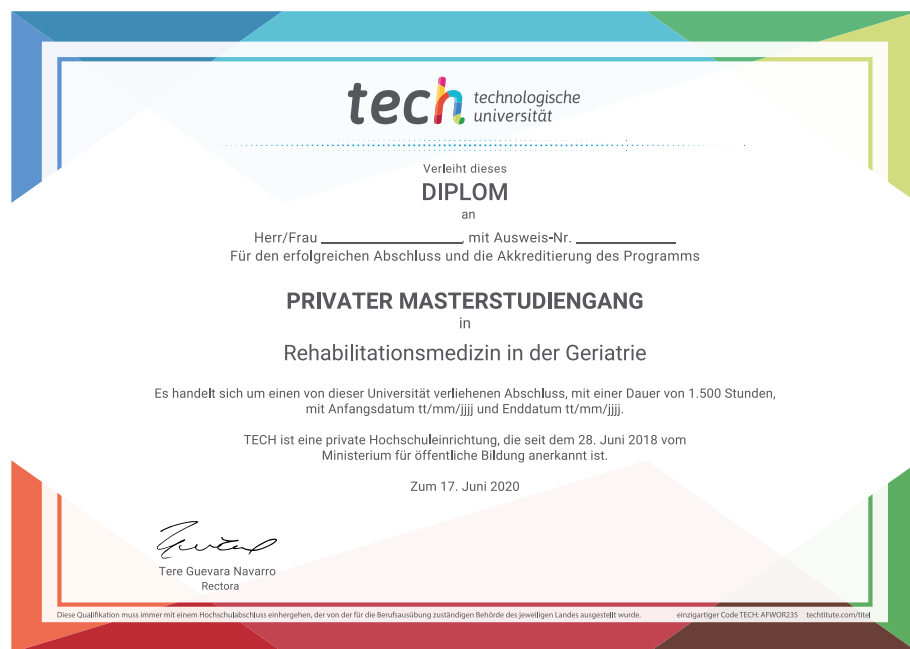 tech technologische
universität
Verleiht dieses
DIPLOM
an
Herr/Frau ____________________, mit Ausweis-Nr. ______________
Für den erfolgreichen Abschluss und die Akkreditierung des Programms
PRIVATER MASTERSTUDIENGANG
in
Rehabilitationsmedizin in der Geriatrie
Es handelt sich um einen von dieser Universität verliehenen Abschluss, mit einer Dauer von 1.500 Stunden,
mit Anfangsdatum tt/mm/jjjj und Enddatum tt/mm/jjjj.
TECH ist eine private Hochschuleinrichtung, die seit dem 28. Juni 2018 vom
Ministerium für öffentliche Bildung anerkannt ist.
Zum 17. Juni 2020
Tere Guevara Navarro
Rectora
Diese Qualifikation muss immer mit einem Hochschulabschluss einhergehen, der von der für die Berufsausübung zuständigen Behörde des jeweiligen Landes ausgestellt wurde. einzigartiger Code TECH: AFWOR23S techtitute.com/titel